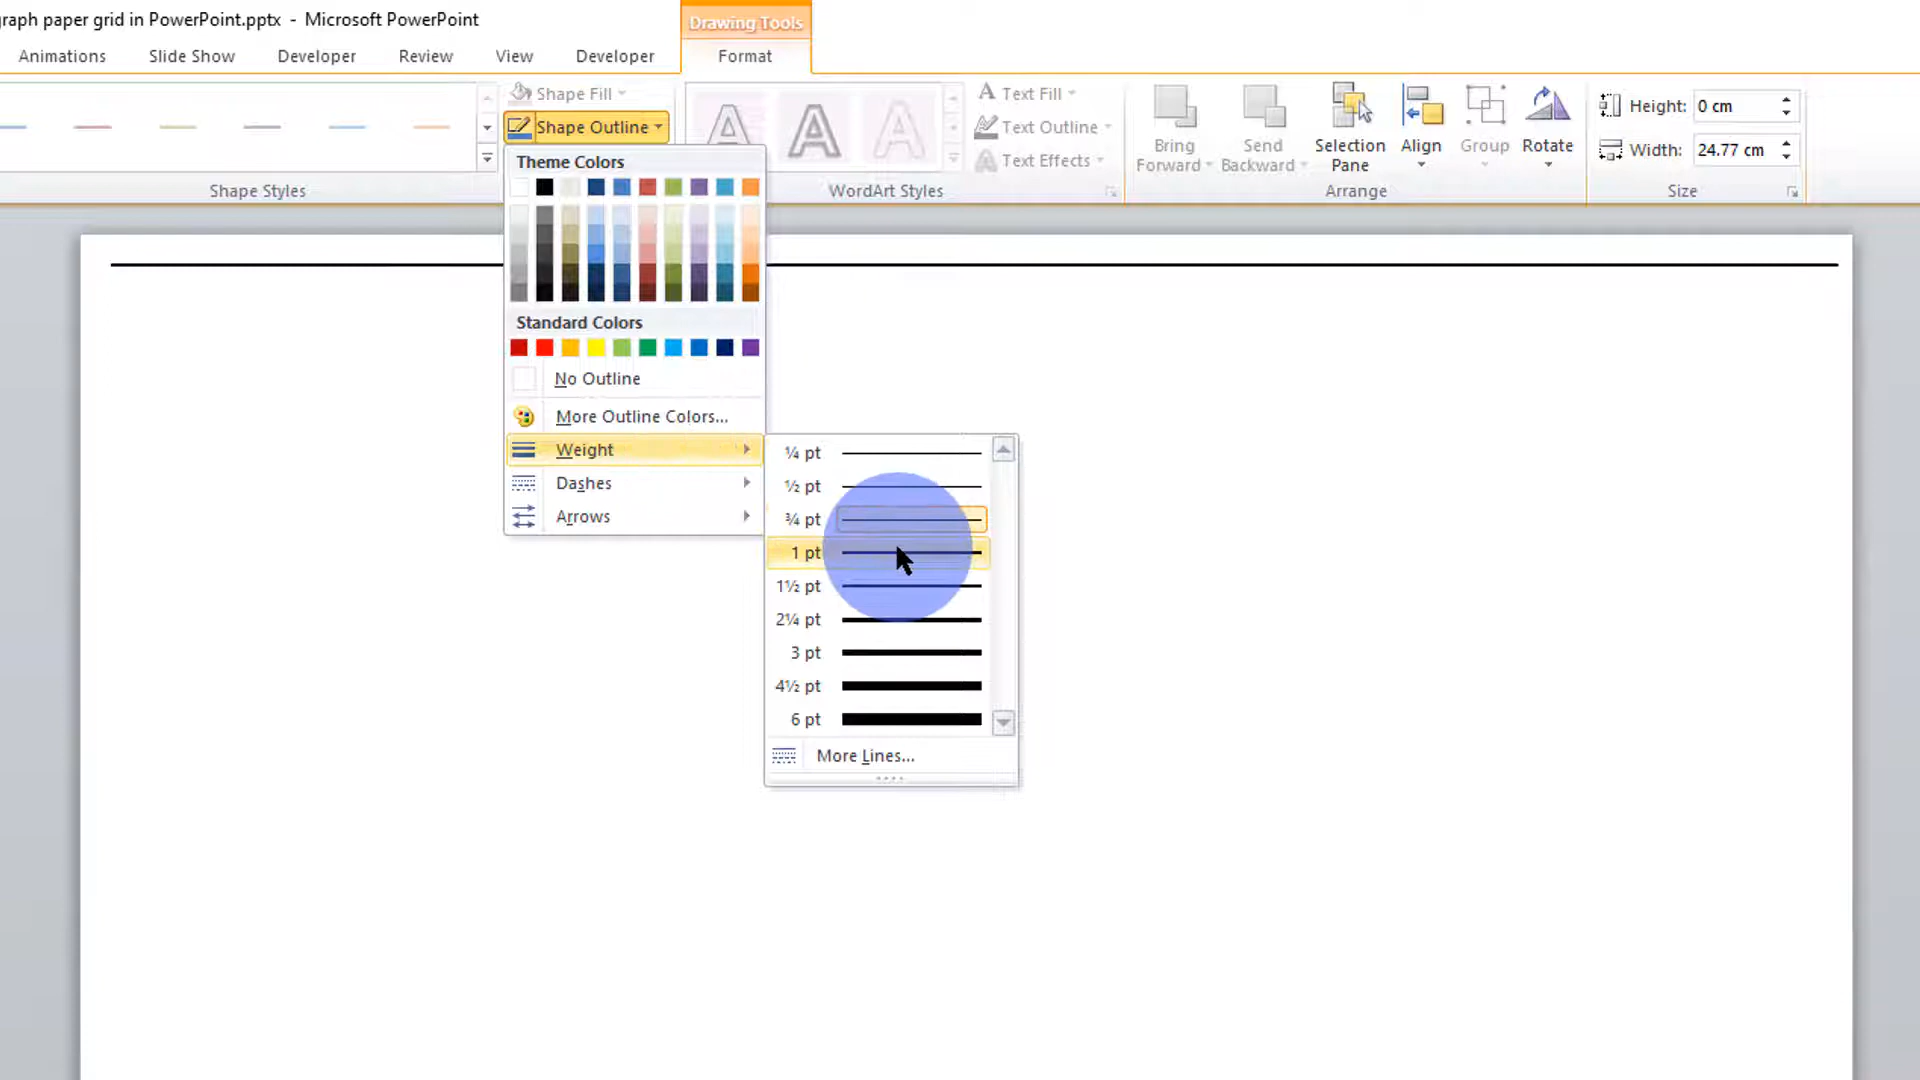 graph paper grid in PowerPoint.pptx - Microsoft PowerPoint
Drawing Tools
Animations Slide Show Developer Review View Developer Format
Shape Fill
Shape Outline
Text Fill
Text Outline
Text Effects
Bring Forward
Send Backward
Selection Pane
Align
Group
Rotate
Height: 0 cm
Width: 24.77 cm
Shape Styles WordArt Styles Arrange Size
Theme Colors
Standard Colors
No Outline
More Outline Colors...
Weight
Dashes
Arrows
¼ pt
½ pt
¾ pt
1 pt
1½ pt
2¼ pt
3 pt
4½ pt
6 pt
More Lines...